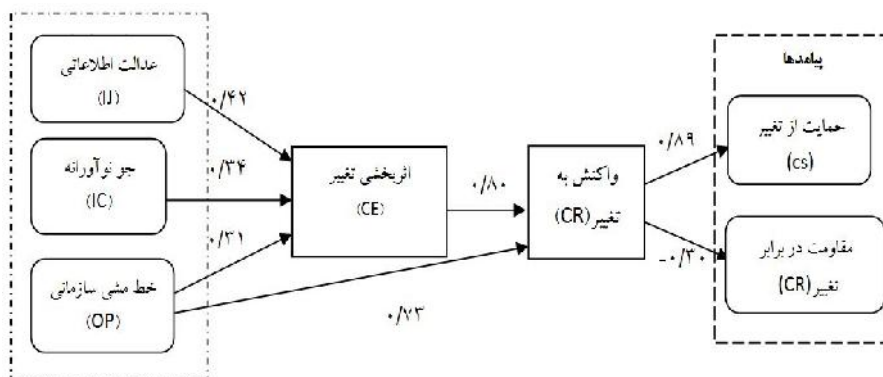 پیامدها
عدالت اطلاعاتی
(IJ)
۰/۴۲
جو نوآورانه
(IC)
۰/۳۴
خط مشی سازمانی
(OP)
۰/۳۱
۰/۷۳
اثربخشی تغییر
(CE)
۰/۸۰
واکنش به
تغییر(CR)
۰/۸۹
-۰/۳۰
حمایت از تغییر
(cs)
مقاومت در برابر
تغییر(CR)